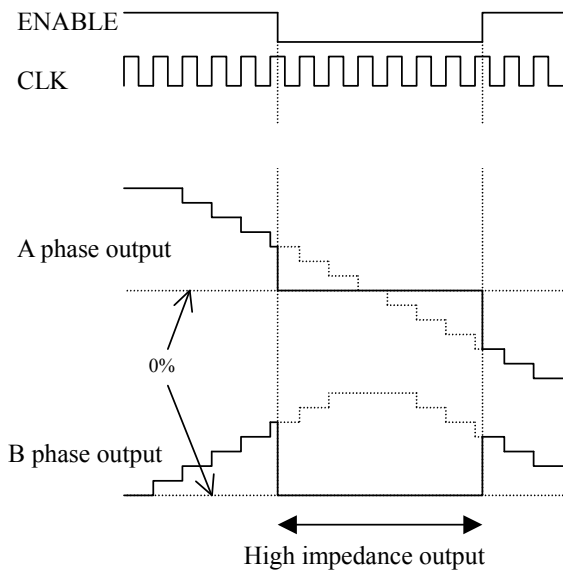 ENABLE
CLK
A phase output
0%
B phase output
High impedance output